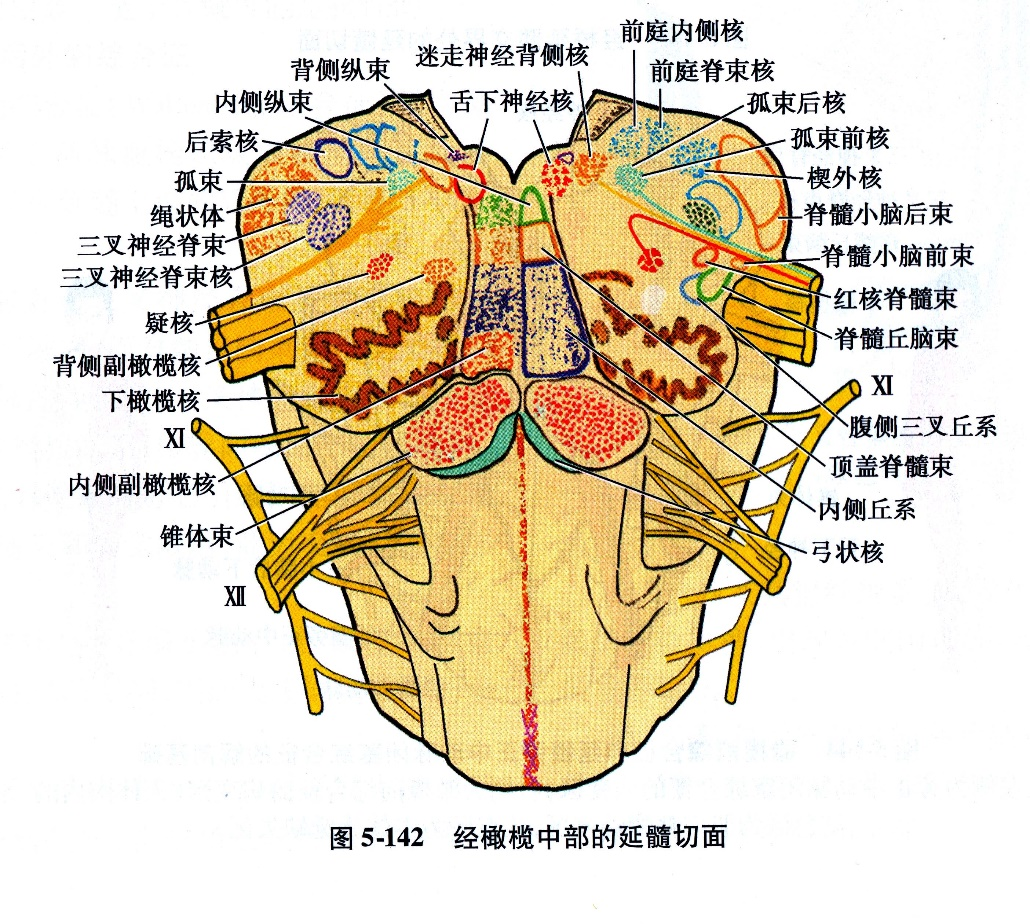 前庭内侧核
迷走神经背侧核
背侧纵束
前庭脊束核
内侧纵束
舌下神经核
孤束后核
后索核
孤束前核
孤束
楔外核
绳状体
脊髓小脑后束
三叉神经脊束
脊髓小脑前束
三叉神经脊束核
红核脊髓束
疑核
脊髓丘脑束
背侧副橄榄核
下橄榄核
XI
XI
腹侧三叉丘系
顶盖脊髓束
内侧副橄榄核
内侧丘系
锥体束
弓状核
XII
图 5-142 经橄榄中部的延髓切面